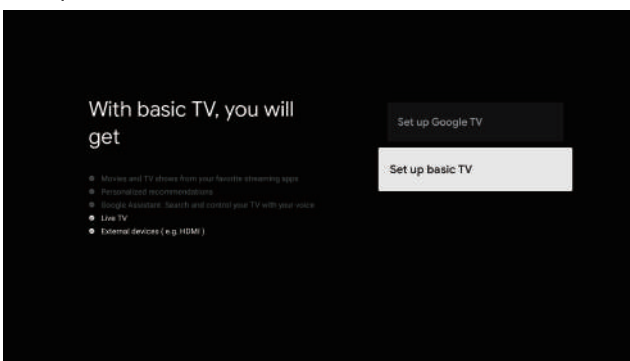 With basic TV, you will
get
Movies and TV shows from your favorite streaming apps
Personalized recommendations
Google Assistant: Search and control your TV with your voice
Live TV
External devices ( e.g. HDMI )
Set up Google TV
Set up basic TV